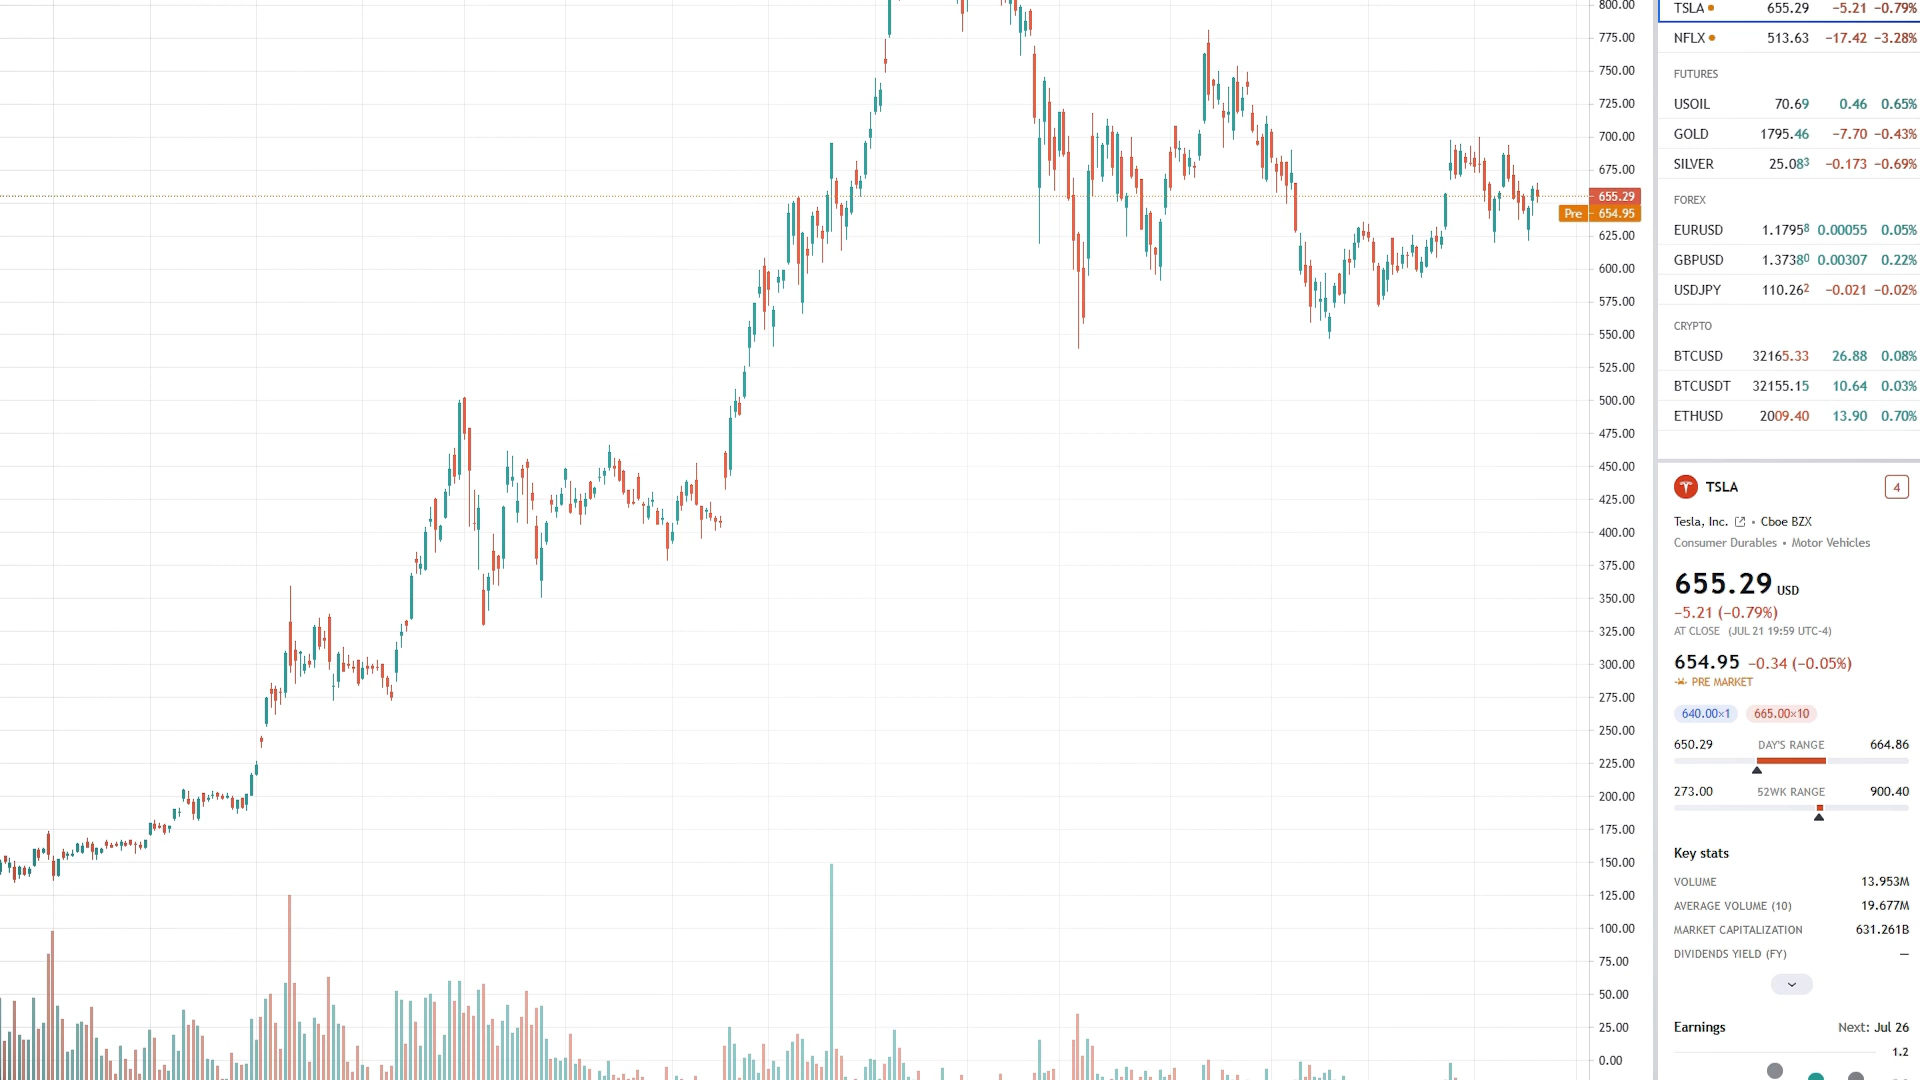 800.00
775.00
750.00
725.00
700.00
675.00
655.29
Pre 654.95
625.00
600.00
575.00
550.00
525.00
500.00
475.00
450.00
425.00
400.00
375.00
350.00
325.00
300.00
275.00
250.00
225.00
200.00
175.00
150.00
125.00
100.00
75.00
50.00
25.00
0.00
TSLA 655.29 −5.21 −0.79%
NFLX 513.63 −17.42 −3.28%
FUTURES
USOIL 70.69 0.46 0.65%
GOLD 1795.46 −7.70 −0.43%
SILVER 25.083 −0.173 −0.69%
FOREX
EURUSD 1.17958 0.00055 0.05%
GBPUSD 1.37380 0.00307 0.22%
USDJPY 110.262 −0.021 −0.02%
CRYPTO
BTCUSD 32165.33 26.88 0.08%
BTCUSDT 32155.15 10.64 0.03%
ETHUSD 2009.40 13.90 0.70%
TSLA 4
Tesla, Inc. • Cboe BZX
Consumer Durables • Motor Vehicles
655.29 USD
−5.21 (−0.79%)
AT CLOSE (JUL 21 19:59 UTC-4)
654.95 −0.34 (−0.05%)
PRE MARKET
640.00×1 665.00×10
650.29 DAY'S RANGE 664.86
273.00 52WK RANGE 900.40
Key stats
VOLUME 13.953M
AVERAGE VOLUME (10) 19.677M
MARKET CAPITALIZATION 631.261B
DIVIDENDS YIELD (FY) —
Earnings Next: Jul 26
1.2